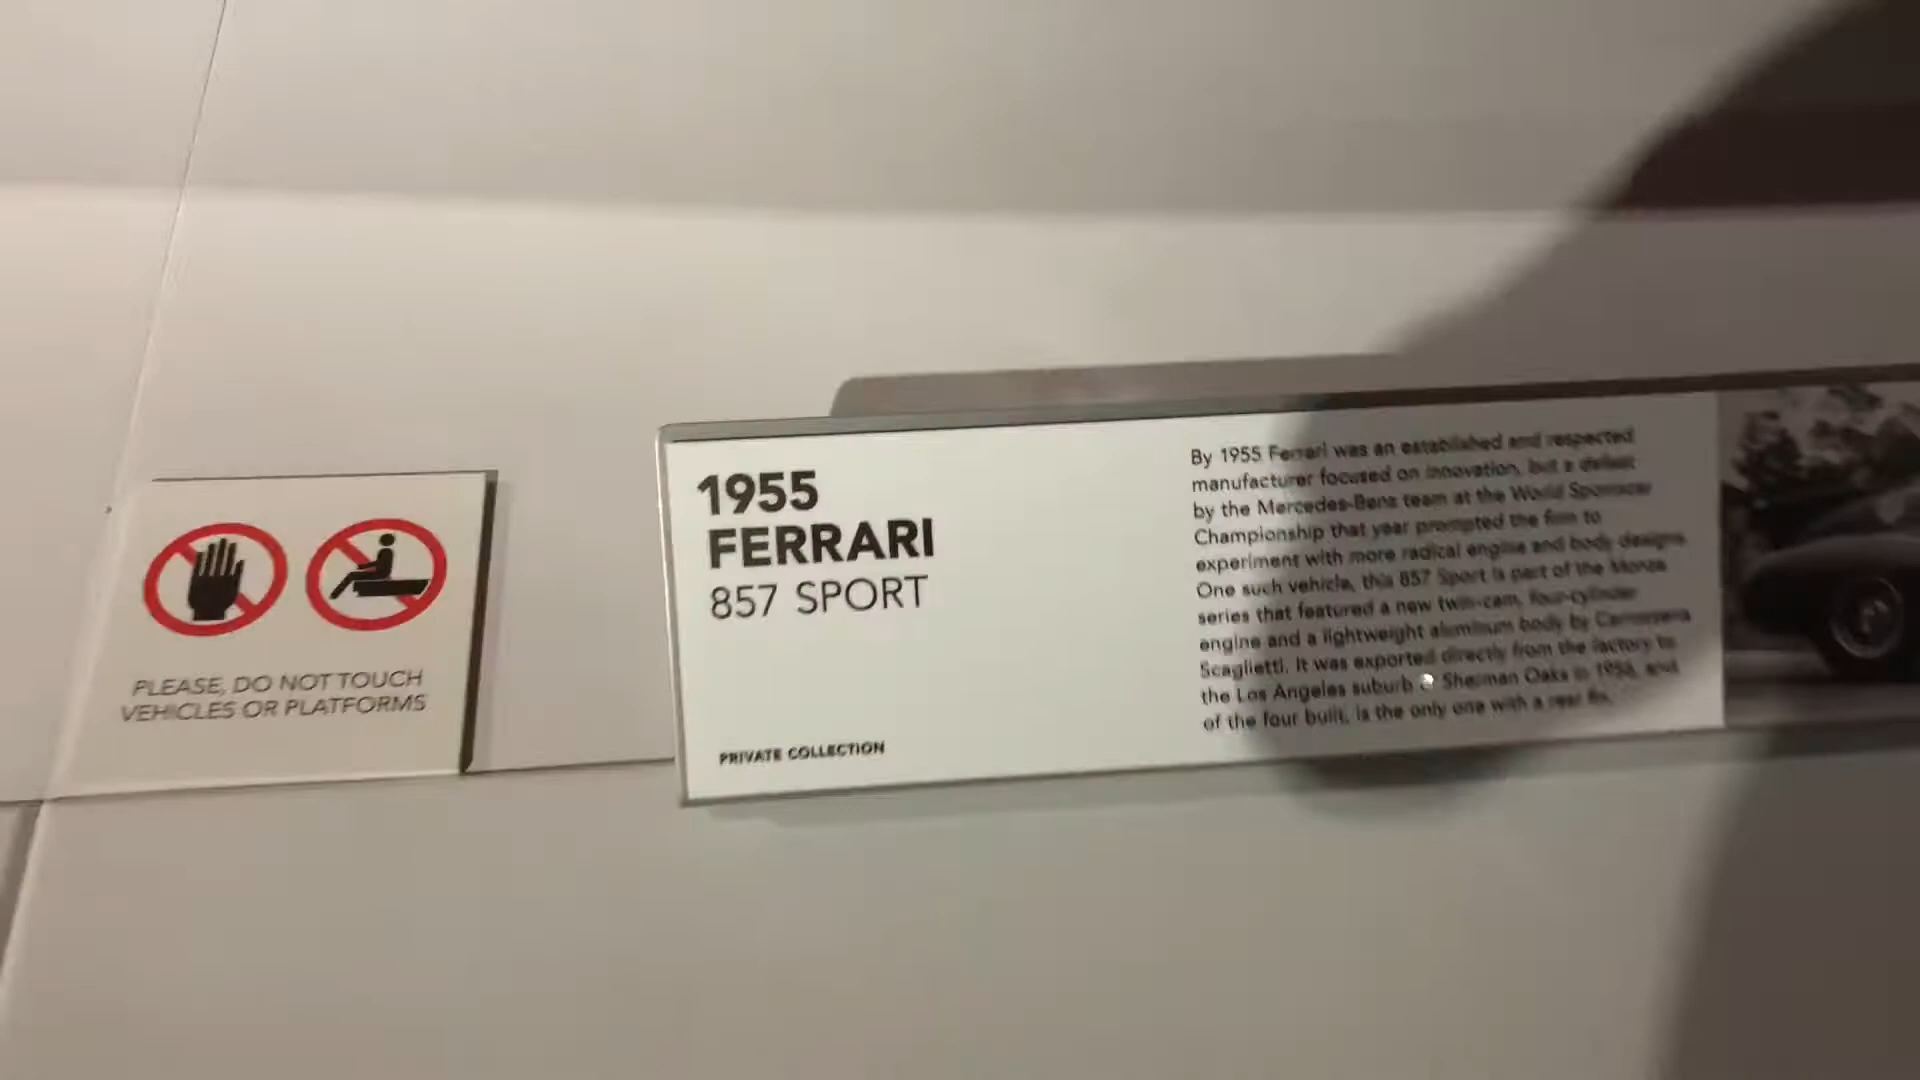 PLEASE, DO NOT TOUCH
VEHICLES OR PLATFORMS
1955
FERRARI
857 SPORT
PRIVATE COLLECTION
By 1955 Ferrari was an established and respected
manufacturer focused on innovation, but a defeat
by the Mercedes-Benz team at the World Sportscar
Championship that year prompted the firm to
experiment with more radical engine and body designs.
One such vehicle, this 857 Sport is part of the Monza
series that featured a new twin-cam, four-cylinder
engine and a lightweight aluminum body by Carrozzeria
Scaglietti. It was exported directly from the factory to
the Los Angeles suburb Sherman Oaks in 1956, and
of the four built, is the only one with a rear fin.